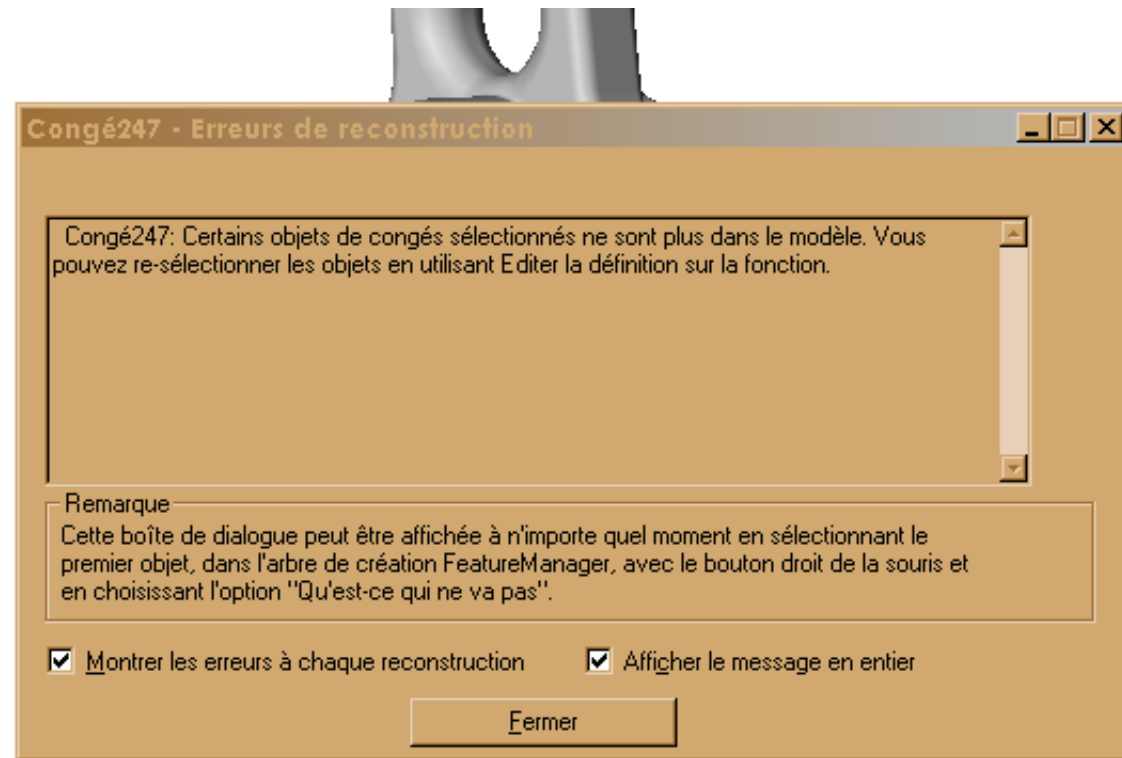 Congé247 - Erreurs de reconstruction
Congé247: Certains objets de congés sélectionnés ne sont plus dans le modèle. Vous
pouvez re-sélectionner les objets en utilisant Editer la définition sur la fonction.
Remarque
Cette boîte de dialogue peut être affichée à n'importe quel moment en sélectionnant le
premier objet, dans l'arbre de création FeatureManager, avec le bouton droit de la souris et
en choisissant l'option "Qu'est-ce qui ne va pas".
Montrer les erreurs à chaque reconstruction
Afficher le message en entier
Fermer